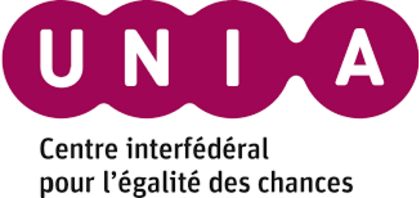 UNIA
Centre interfédéral
pour l'égalité des chances